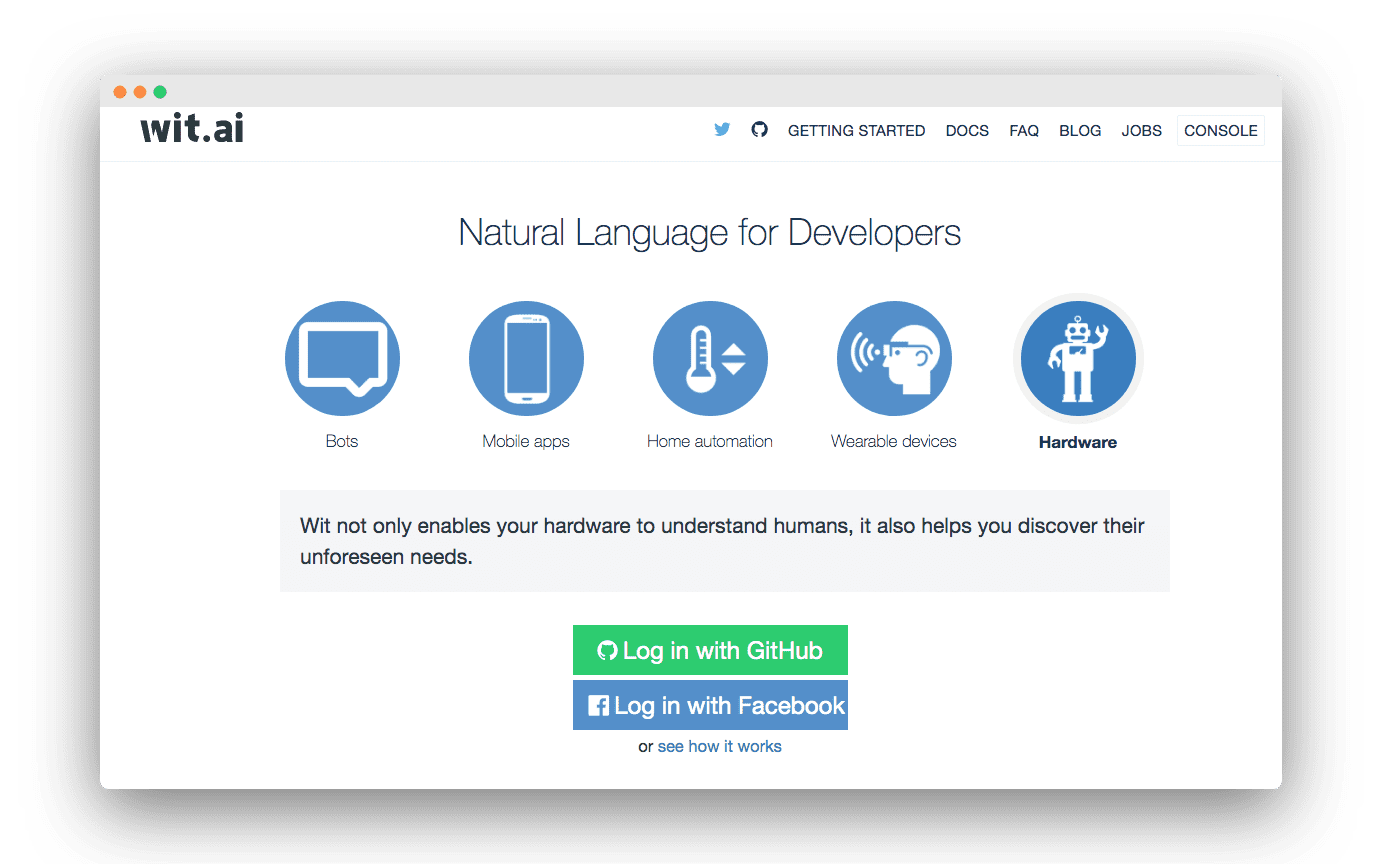 wit.ai
GETTING STARTED DOCS FAQ BLOG JOBS CONSOLE
Natural Language for Developers
Bots Mobile apps Home automation Wearable devices Hardware
Wit not only enables your hardware to understand humans, it also helps you discover their
unforeseen needs.
Log in with GitHub
Log in with Facebook
or see how it works